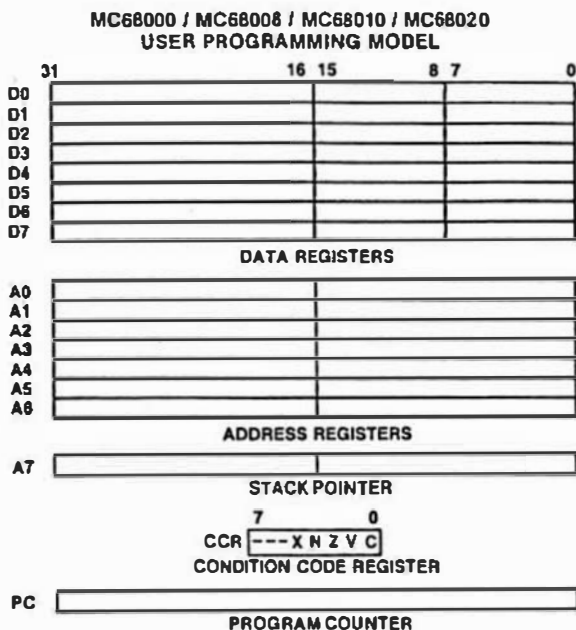 MC68000 / MC68008 / MC68010 / MC68020
USER PROGRAMMING MODEL
31 16 15 8 7 0
D0
D1
D2
D3
D4
D5
D6
D7
DATA REGISTERS
A0
A1
A2
A3
A4
A5
A6
ADDRESS REGISTERS
A7
STACK POINTER
7 0
CCR ---X N Z V C
CONDITION CODE REGISTER
PC
PROGRAM COUNTER